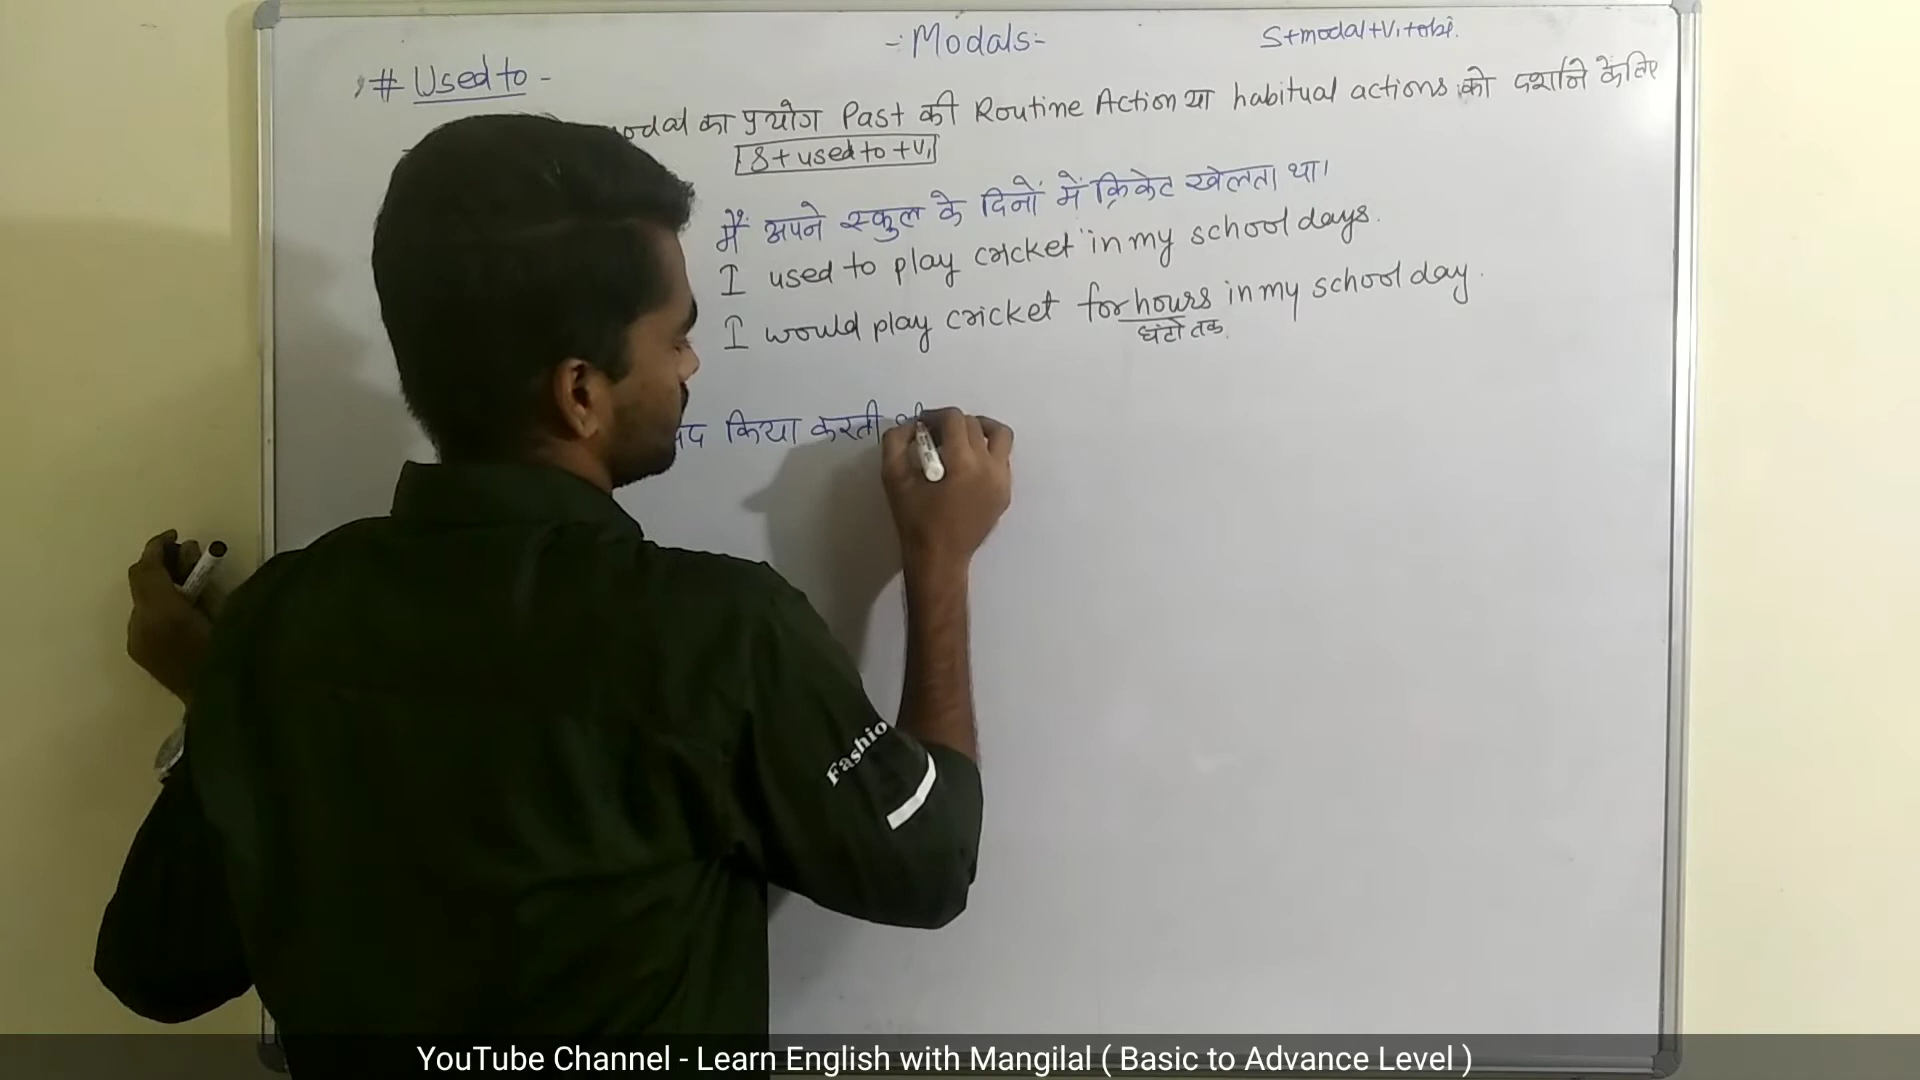 -: Modals:-
S+modal+V₁+obj.
# Used to -
modal का प्रयोग Past की Routine Action या habitual actions को दर्शाने के लिए
S + used to + V₁
मैं अपने स्कुल के दिनों में क्रिकेट खेलता था।
I used to play cricket in my school days.
I would play cricket for hours in my school day.
घंटो तक.
किया करती थी
Fashio
YouTube Channel - Learn English with Mangilal ( Basic to Advance Level )